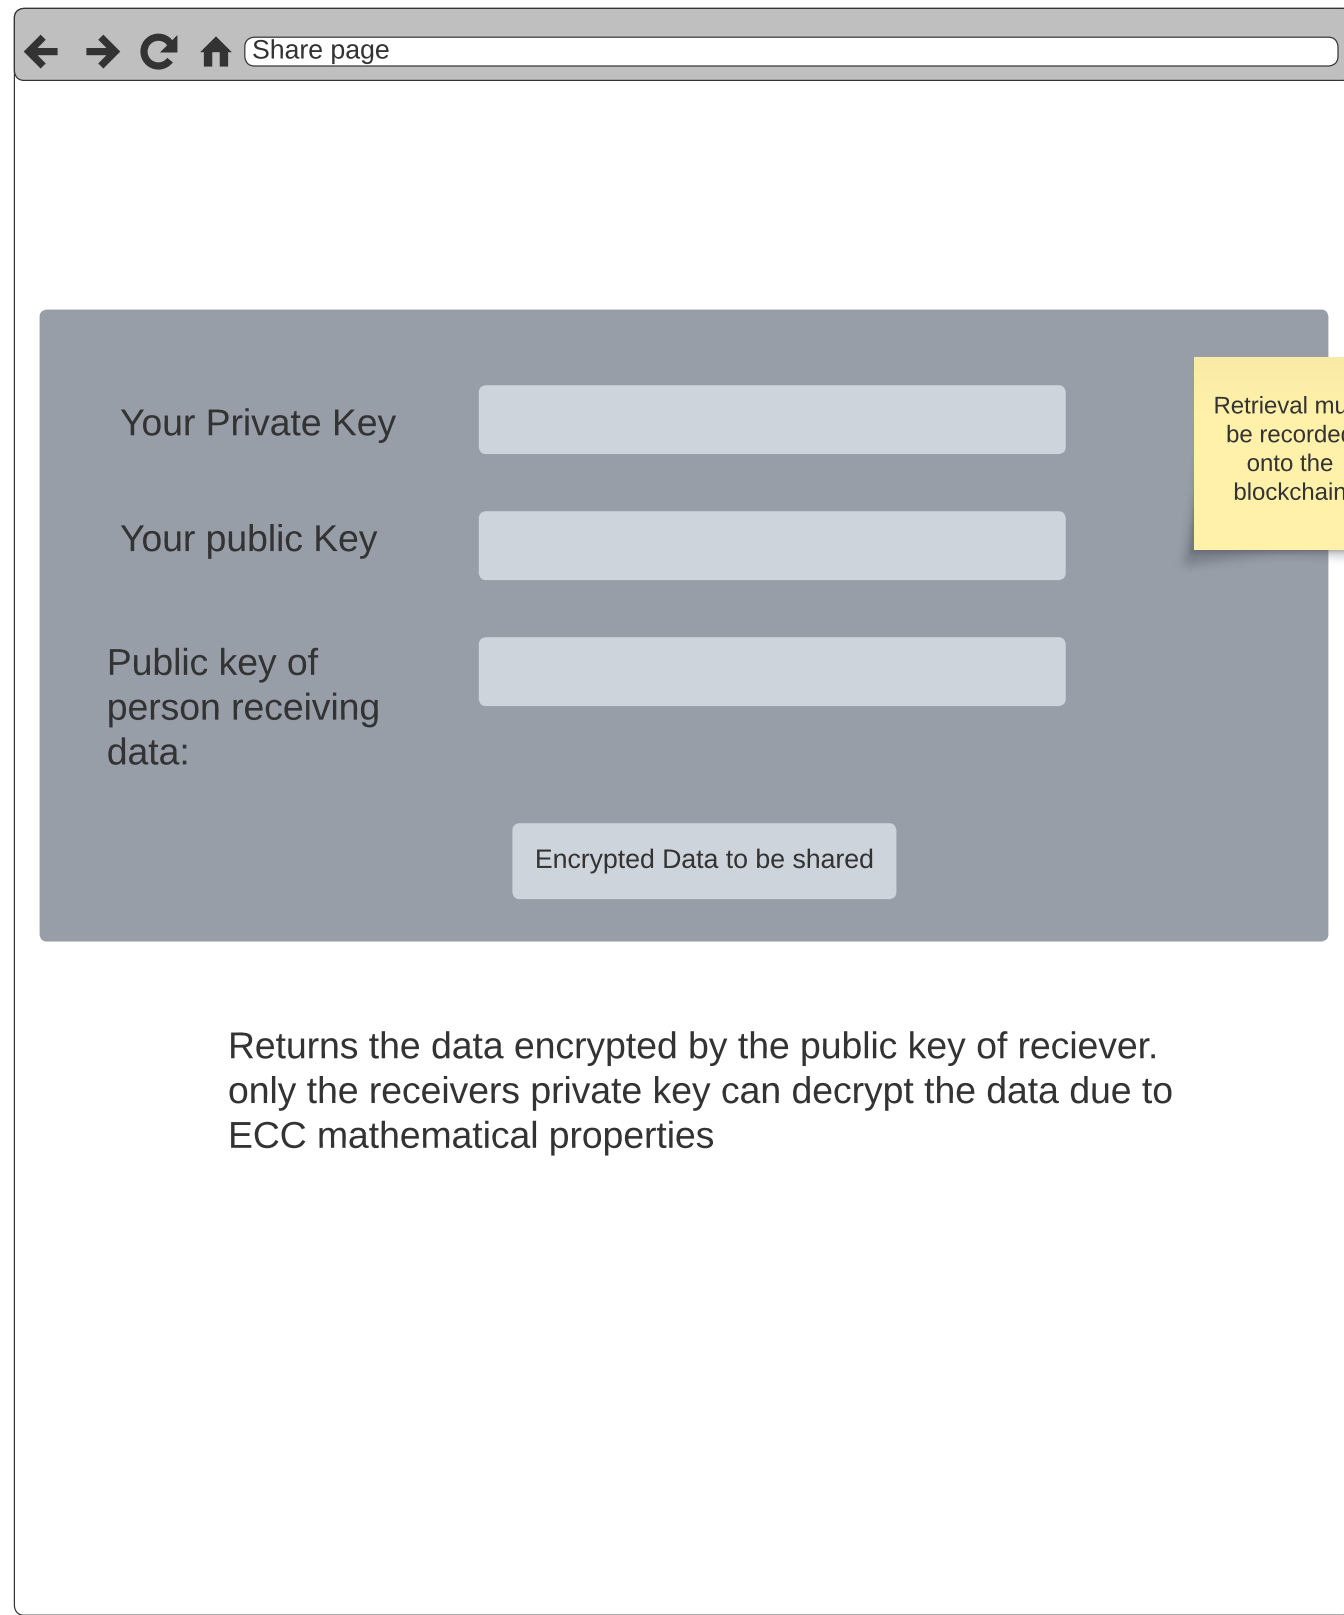 Share page
Your Private Key
Your public Key
Public key of
person receiving
data:
Encrypted Data to be shared
Retrieval
be recorded
onto the
blockchain
Returns the data encrypted by the public key of reciever.
only the receivers private key can decrypt the data due to
ECC mathematical properties